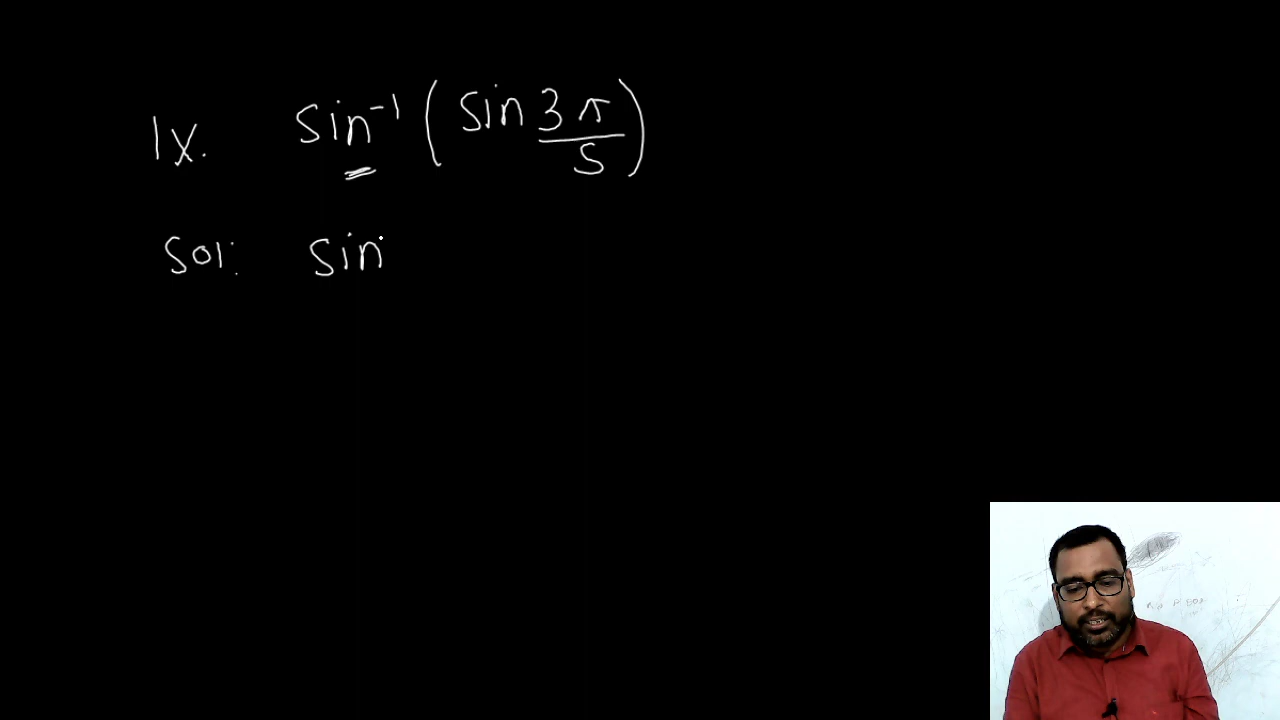 ix. sin⁻¹ (sin 3π/5)
Sol: sin